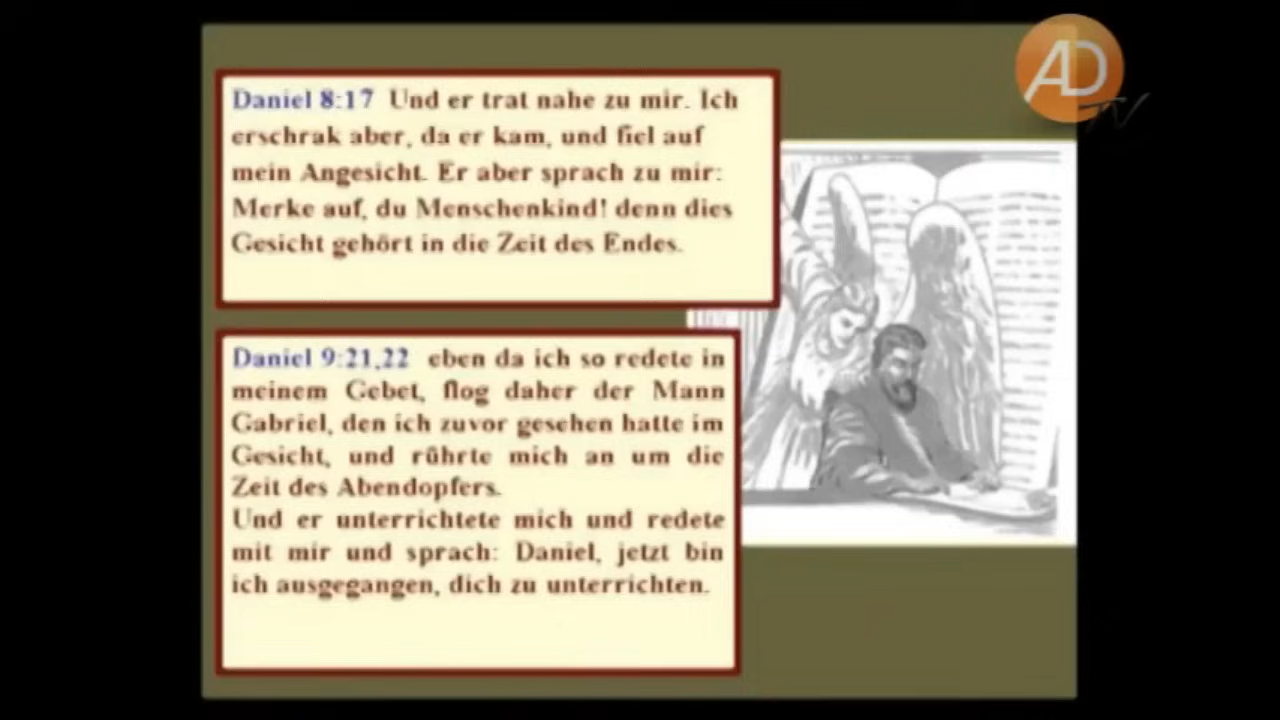 AD
TV
Daniel 8:17 Und er trat nahe zu mir. Ich
erschrak aber, da er kam, und fiel auf
mein Angesicht. Er aber sprach zu mir:
Merke auf, du Menschenkind! denn dies
Gesicht gehört in die Zeit des Endes.
Daniel 9:21,22 eben da ich so redete in
meinem Gebet, flog daher der Mann
Gabriel, den ich zuvor gesehen hatte im
Gesicht, und rührte mich an um die
Zeit des Abendopfers.
Und er unterrichtete mich und redete
mit mir und sprach: Daniel, jetzt bin
ich ausgegangen, dich zu unterrichten.